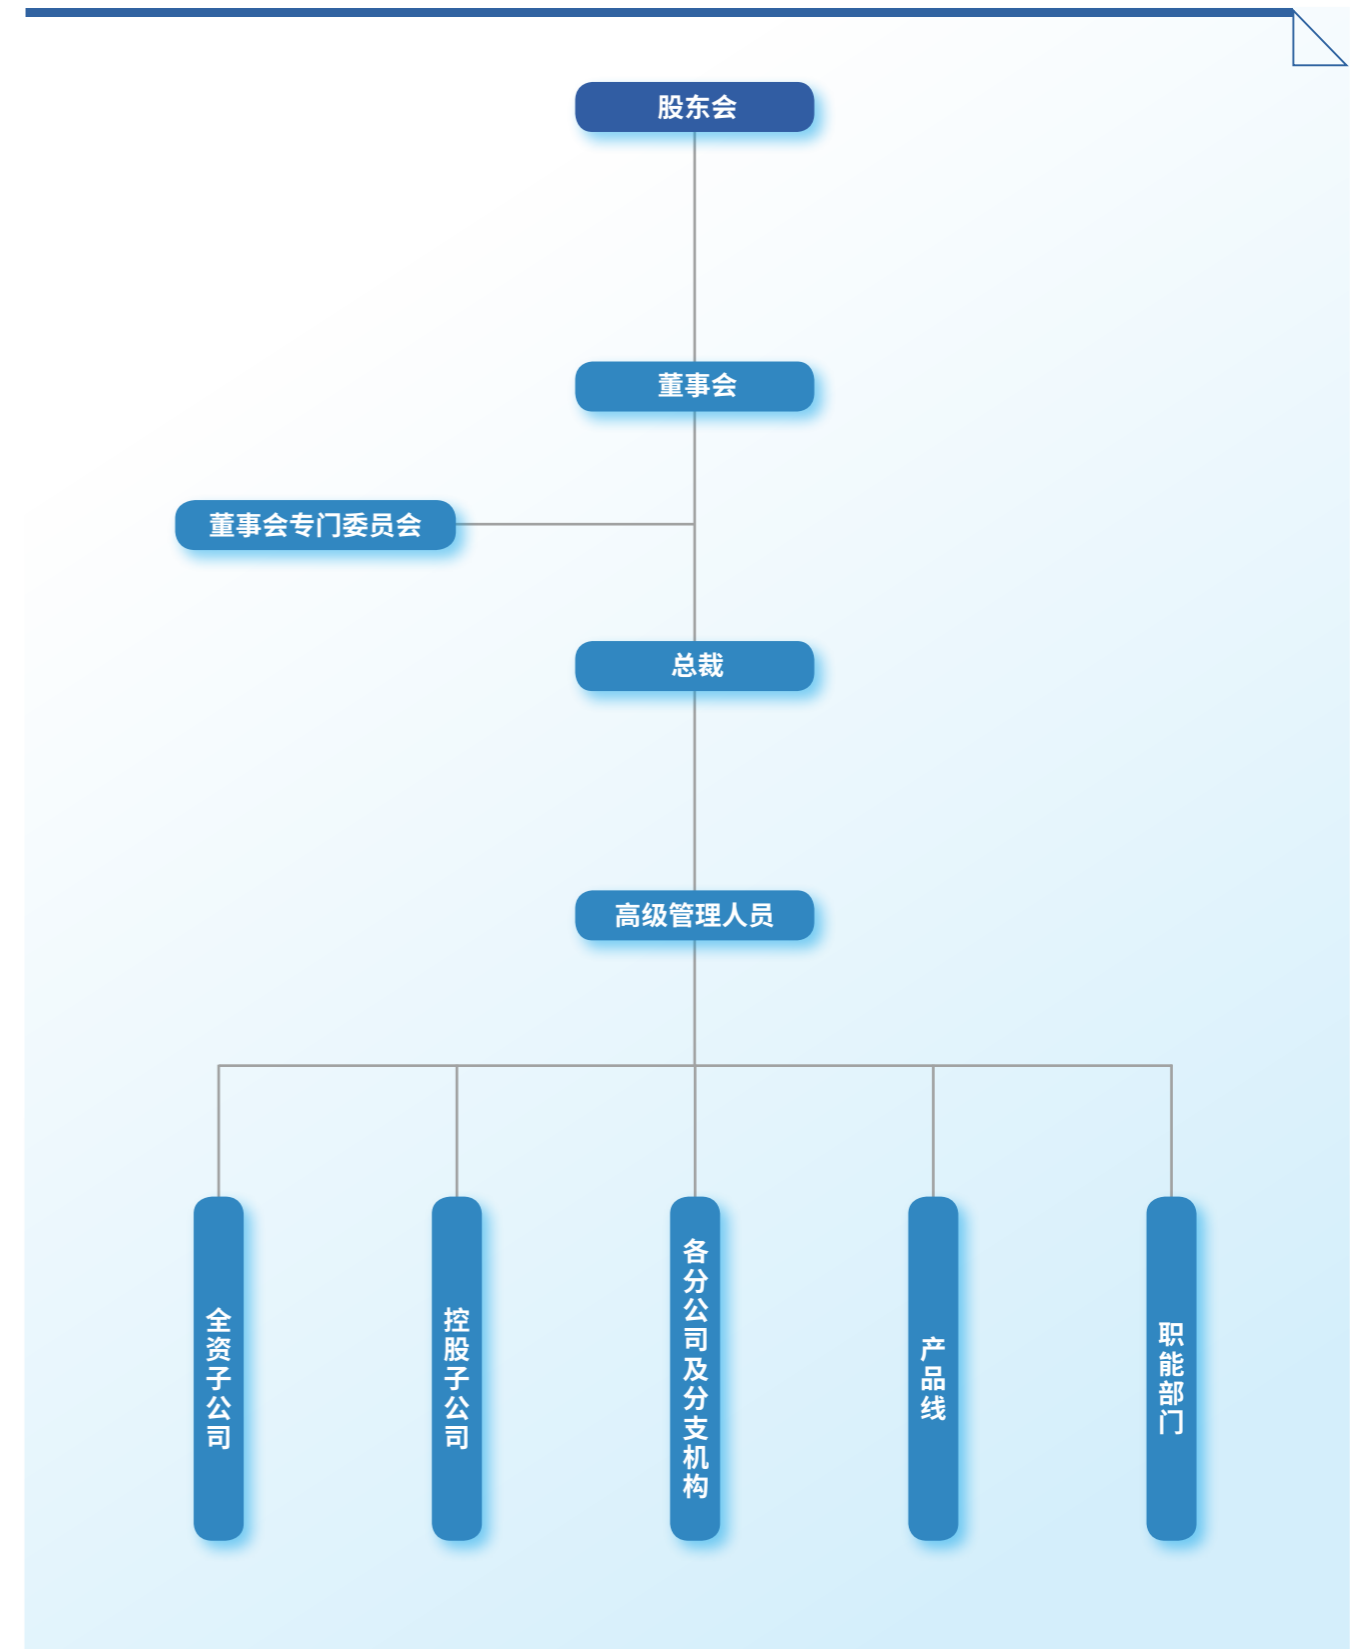 股东会
董事会
董事会专门委员会
总裁
高级管理人员
全资子公司
控股子公司
各分公司及分支机构
产品线
职能部门